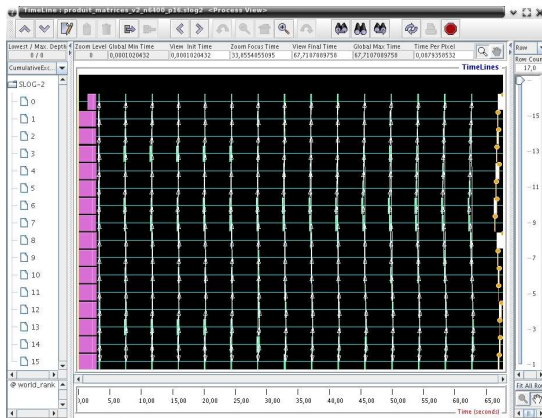 TimeLine : product_matrices_v2_n6400_p16.slog2 <Process View>
Lowest / Max. Depth Zoom Level Global Min Time View Init Time Zoom Focus Time View Final Time Global Max Time Time Per Pixel Row
0 / 0 0 0,0001020432 0,0001020432 33,8554055095 67,7107089758 67,7107089758 0,0879350532 Row Count
17,0
CumulativeExc... TimeLines
SLOG-2
0
1
2
3
4
5
6
7
8
9
10
11
12
13
14
15
15
13
11
9
7
5
3
1
@ world_rank
Fit All Ro
0,00 5,00 10,00 15,00 20,00 25,00 30,00 35,00 40,00 45,00 50,00 55,00 60,00 65,00
Time (seconds)